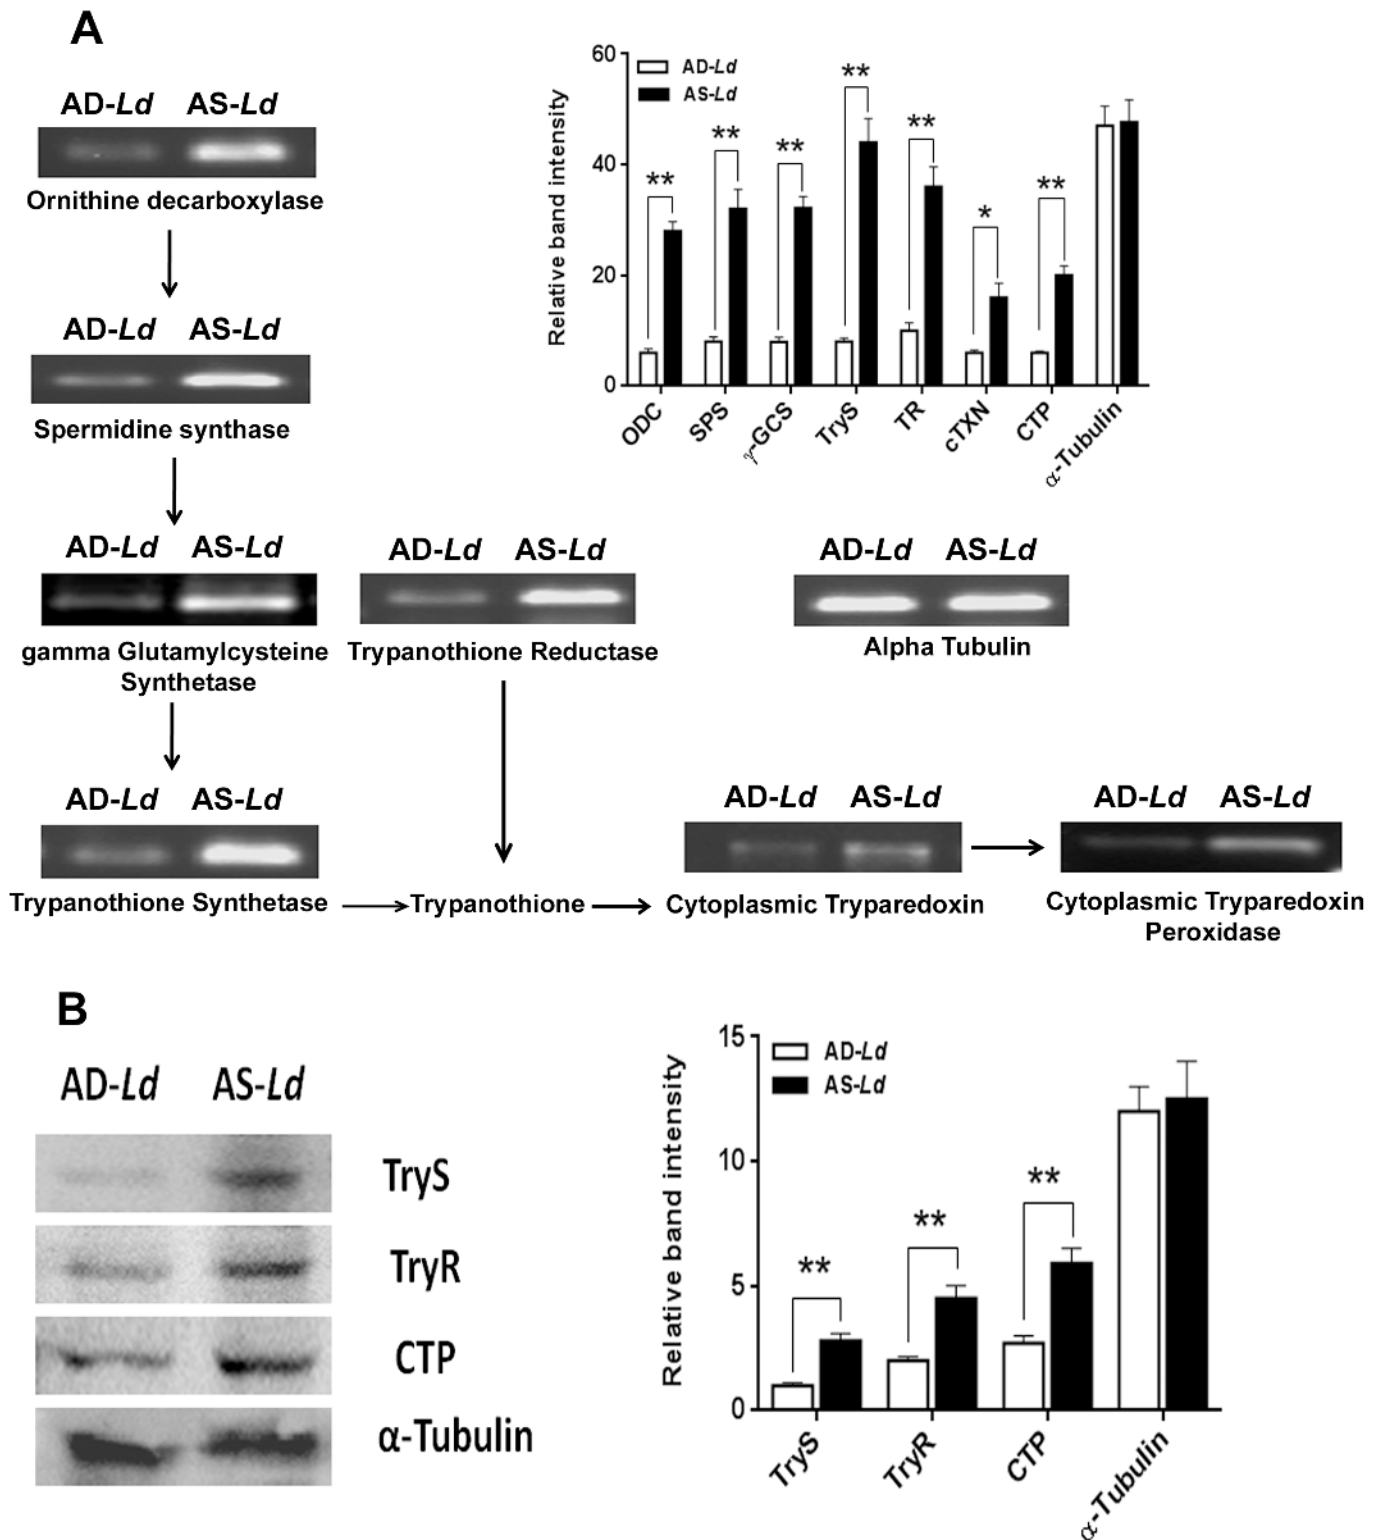 A
AD-Ld AS-Ld
Ornithine decarboxylase
AD-Ld AS-Ld
Spermidine synthase
AD-Ld AS-Ld
gamma Glutamylcysteine
Synthetase
AD-Ld AS-Ld
Trypanothione Reductase
AD-Ld AS-Ld
Alpha Tubulin
AD-Ld AS-Ld
Trypanothione Synthetase
Trypanothione
AD-Ld AS-Ld
Cytoplasmic Tryparedoxin
AD-Ld AS-Ld
Cytoplasmic Tryparedoxin
Peroxidase
Relative band intensity
60
40
20
0
AD-Ld
AS-Ld
**
**
**
**
**
*
**
ODC
SPS
γ-GCS
TryS
TR
cTXN
CTP
α-Tubulin
B
AD-Ld AS-Ld
TryS
TryR
CTP
α-Tubulin
Relative band intensity
15
10
5
0
AD-Ld
AS-Ld
**
**
**
TryS
TryR
CTP
α-Tubulin